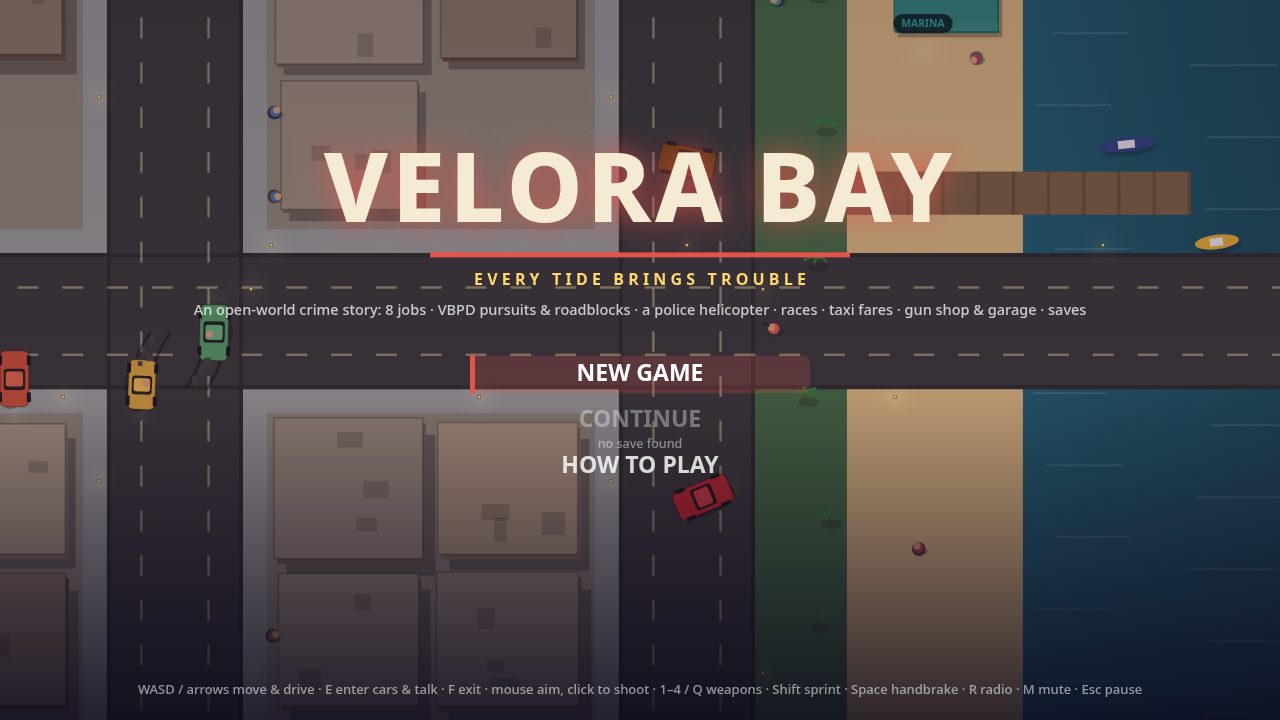 MARINA
VELORA BAY
EVERY TIDE BRINGS TROUBLE
An open-world crime story: 8 jobs · VBPD pursuits & roadblocks · a police helicopter · races · taxi fares · gun shop & garage · saves
NEW GAME
CONTINUE
no save found
HOW TO PLAY
WASD / arrows move & drive · E enter cars & talk · F exit · mouse aim, click to shoot · 1–4 / Q weapons · Shift sprint · Space handbrake · R radio · M mute · Esc pause